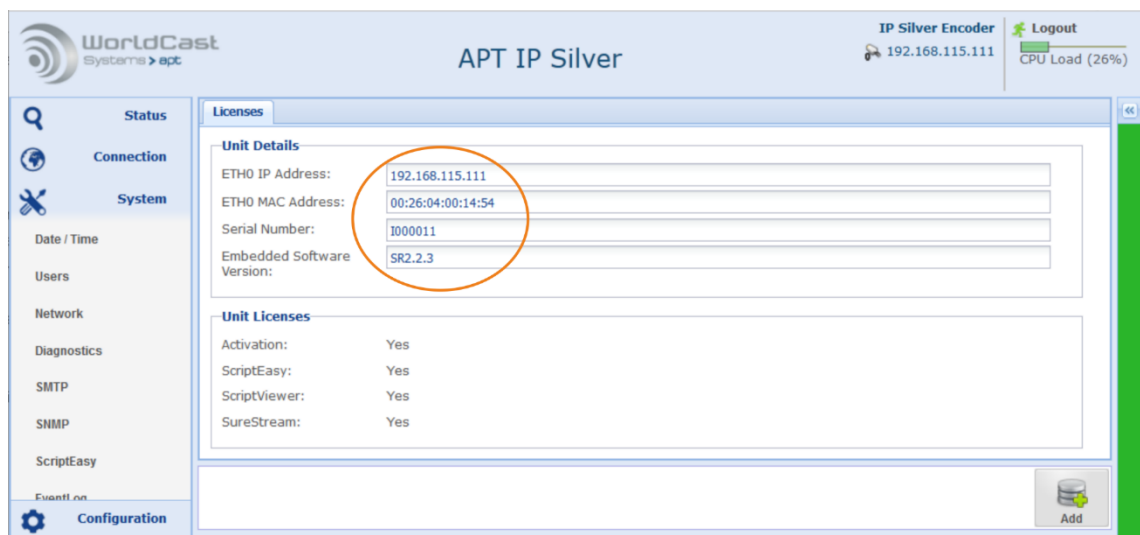 WorldCast
Systems > apt
APT IP Silver
IP Silver Encoder
192.168.115.111
Logout
CPU Load (26%)
Status
Connection
System
Date / Time
Users
Network
Diagnostics
SMTP
SNMP
ScriptEasy
EventLog
Configuration
Licenses
Unit Details
ETH0 IP Address: 192.168.115.111
ETH0 MAC Address: 00:26:04:00:14:54
Serial Number: I000011
Embedded Software
Version: SR2.2.3
Unit Licenses
Activation: Yes
ScriptEasy: Yes
ScriptViewer: Yes
SureStream: Yes
Add